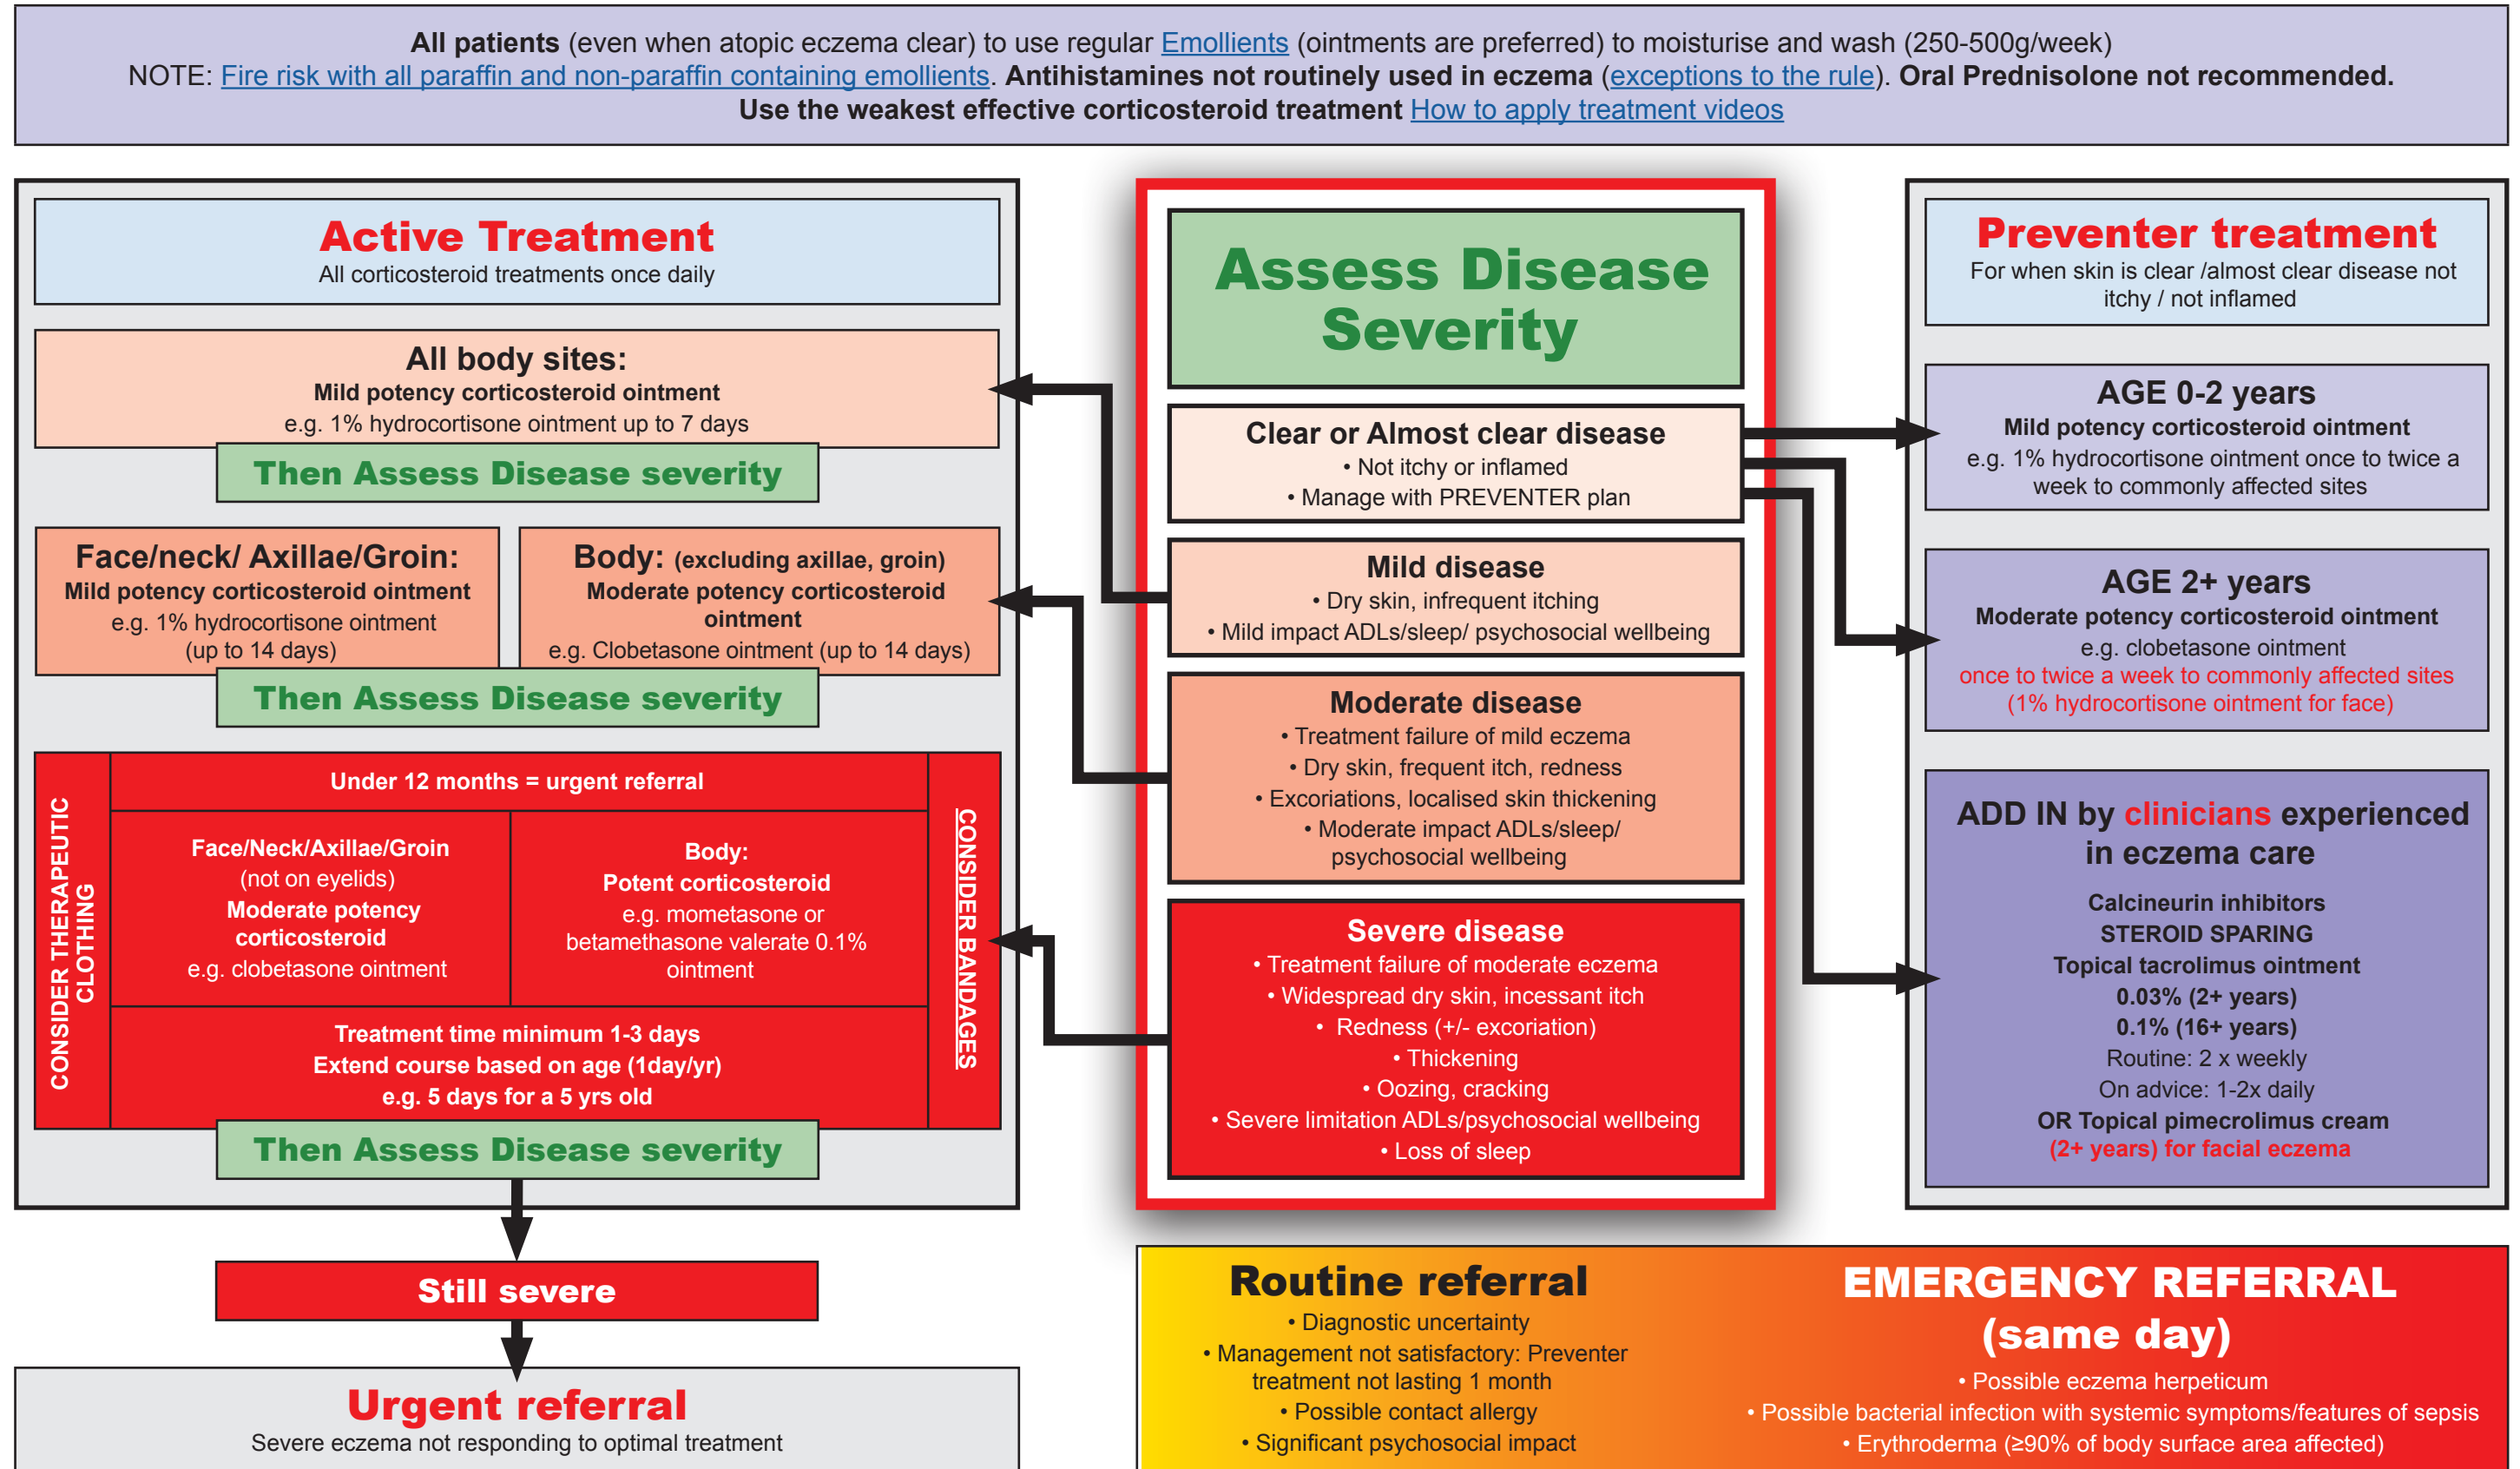 All patients (even when atopic eczema clear) to use regular Emollients (ointments are preferred) to moisturise and wash (250-500g/week)
NOTE: Fire risk with all paraffin and non-paraffin containing emollients. Antihistamines not routinely used in eczema (exceptions to the rule). Oral Prednisolone not recommended.
Use the weakest effective corticosteroid treatment How to apply treatment videos
Active Treatment
All corticosteroid treatments once daily
All body sites:
Mild potency corticosteroid ointment
e.g. 1% hydrocortisone ointment up to 7 days
Then Assess Disease severity
Face/neck/ Axillae/Groin:
Mild potency corticosteroid ointment
e.g. 1% hydrocortisone ointment
(up to 14 days)
Body: (excluding axillae, groin)
Moderate potency corticosteroid
ointment
e.g. Clobetasone ointment (up to 14 days)
Then Assess Disease severity
CONSIDER THERAPEUTIC
CLOTHING
Under 12 months = urgent referral
Face/Neck/Axillae/Groin
(not on eyelids)
Moderate potency
corticosteroid
e.g. clobetasone ointment
Body:
Potent corticosteroid
e.g. mometasone or
betamethasone valerate 0.1%
ointment
Treatment time minimum 1-3 days
Extend course based on age (1day/yr)
e.g. 5 days for a 5 yrs old
CONSIDER BANDAGES
Then Assess Disease severity
Still severe
Urgent referral
Severe eczema not responding to optimal treatment
Assess Disease
Severity
Clear or Almost clear disease
• Not itchy or inflamed
• Manage with PREVENTER plan
Mild disease
• Dry skin, infrequent itching
• Mild impact ADLs/sleep/ psychosocial wellbeing
Moderate disease
• Treatment failure of mild eczema
• Dry skin, frequent itch, redness
• Excoriations, localised skin thickening
• Moderate impact ADLs/sleep/
psychosocial wellbeing
Severe disease
• Treatment failure of moderate eczema
• Widespread dry skin, incessant itch
• Redness (+/- excoriation)
• Thickening
• Oozing, cracking
• Severe limitation ADLs/psychosocial wellbeing
• Loss of sleep
Preventer treatment
For when skin is clear /almost clear disease not
itchy / not inflamed
AGE 0-2 years
Mild potency corticosteroid ointment
e.g. 1% hydrocortisone ointment once to twice a
week to commonly affected sites
AGE 2+ years
Moderate potency corticosteroid ointment
e.g. clobetasone ointment
once to twice a week to commonly affected sites
(1% hydrocortisone ointment for face)
ADD IN by clinicians experienced
in eczema care
Calcineurin inhibitors
STEROID SPARING
Topical tacrolimus ointment
0.03% (2+ years)
0.1% (16+ years)
Routine: 2 x weekly
On advice: 1-2x daily
OR Topical pimecrolimus cream
(2+ years) for facial eczema
Routine referral
• Diagnostic uncertainty
• Management not satisfactory: Preventer
treatment not lasting 1 month
• Possible contact allergy
• Significant psychosocial impact
EMERGENCY REFERRAL
(same day)
• Possible eczema herpeticum
• Possible bacterial infection with systemic symptoms/features of sepsis
• Erythroderma (≥90% of body surface area affected)